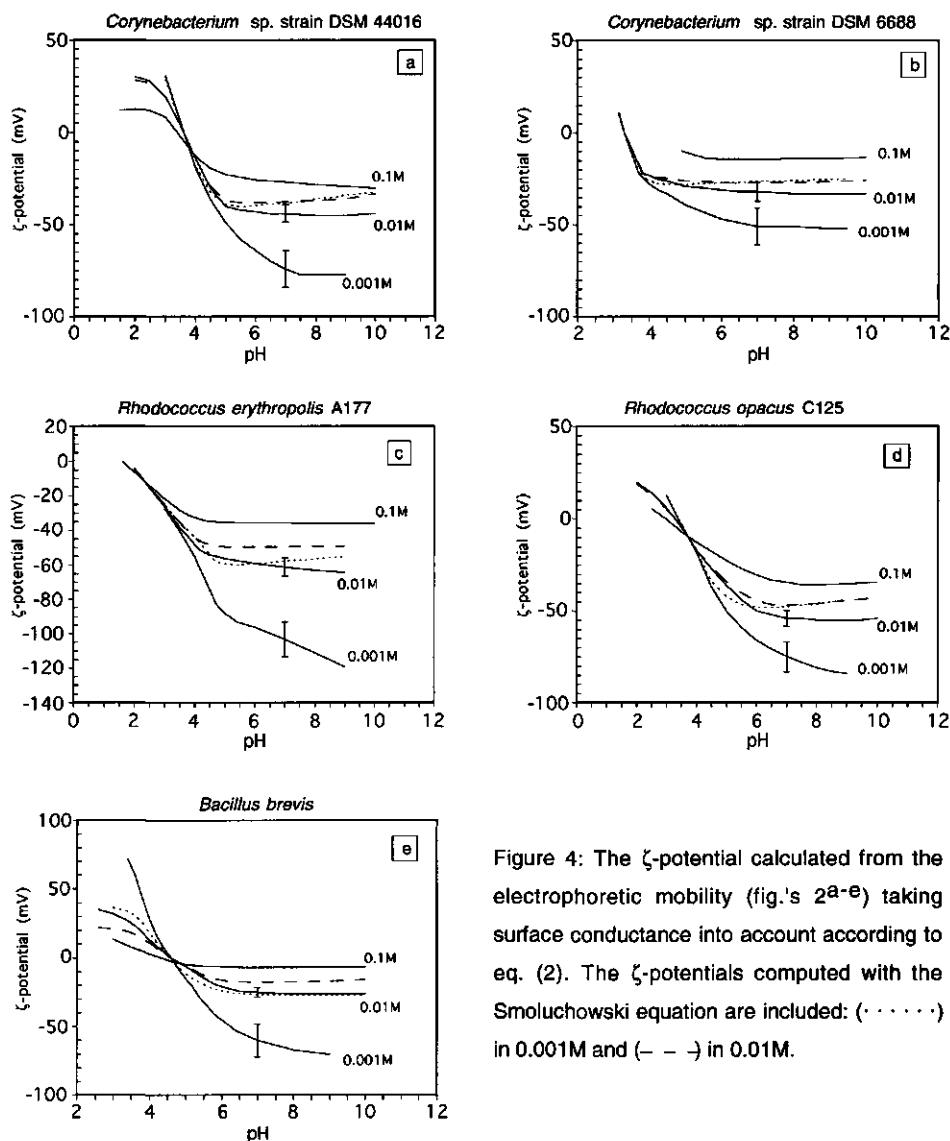 Corynebacterium sp. strain DSM 44016
a
50
0
-50
-100
ζ-potential (mV)
0.1M
0.01M
0.001M
2 4 6 8 10 12
pH
Corynebacterium sp. strain DSM 6688
b
50
0
-50
-100
ζ-potential (mV)
0.1M
0.01M
0.001M
2 4 6 8 10 12
pH
Rhodococcus erythropolis A177
c
20
0
-20
-40
-60
-80
-100
-120
-140
ζ-potential (mV)
0.1M
0.01M
0.001M
0 2 4 6 8 10 12
pH
Rhodococcus opacus C125
d
50
0
-50
-100
ζ-potential (mV)
0.1M
0.01M
0.001M
0 2 4 6 8 10 12
pH
Bacillus brevis
e
100
50
0
-50
-100
ζ-potential (mV)
0.1M
0.01M
0.001M
2 4 6 8 10 12
pH
Figure 4: The ζ-potential calculated from the
electrophoretic mobility (fig.'s 2a-e) taking
surface conductance into account according to
eq. (2). The ζ-potentials computed with the
Smoluchowski equation are included: (· · · · · ·)
in 0.001M and (– – –) in 0.01M.